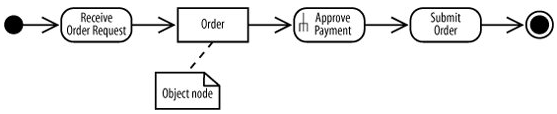 Receive
Order Request
Order
Approve
Payment
Submit
Order
Object node